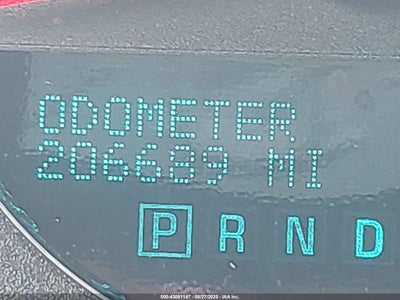 ODOMETER
206689 MI
P R N D
000-43081147 - 08/27/2025 - IAA Inc.